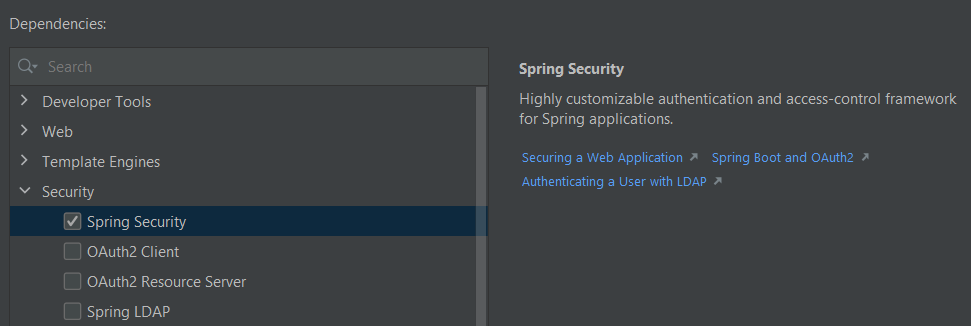 Dependencies:
Search
Developer Tools
Web
Template Engines
Security
Spring Security
OAuth2 Client
OAuth2 Resource Server
Spring LDAP
Spring Security
Highly customizable authentication and access-control framework
for Spring applications.
Securing a Web Application Spring Boot and OAuth2
Authenticating a User with LDAP